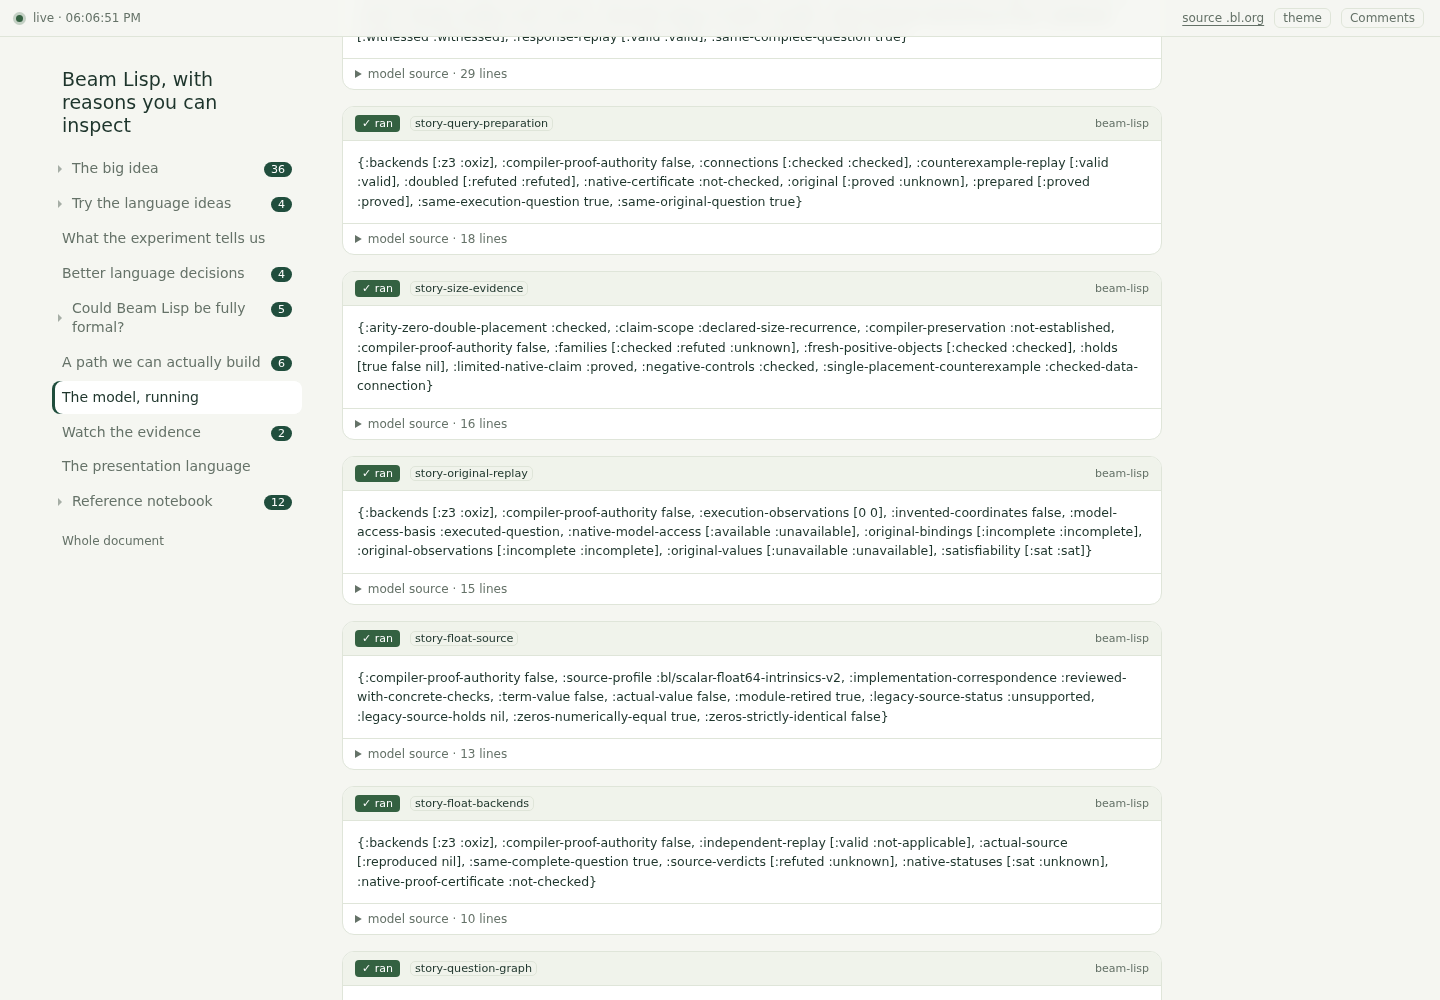 live · 06:06:51 PM
source .bl.org
theme
Comments
Beam Lisp, with
reasons you can
inspect
The big idea 36
Try the language ideas 4
What the experiment tells us
Better language decisions 4
Could Beam Lisp be fully
formal? 5
A path we can actually build 6
The model, running
Watch the evidence 2
The presentation language
Reference notebook 12
Whole document
[:witnessed :witnessed], :response-replay [:valid :valid], :same-complete-question true}
model source · 29 lines
✓ ran story-query-preparation beam-lisp
{:backends [:z3 :oxiz], :compiler-proof-authority false, :connections [:checked :checked], :counterexample-replay [:valid
:valid], :doubled [:refuted :refuted], :native-certificate :not-checked, :original [:proved :unknown], :prepared [:proved
:proved], :same-execution-question true, :same-original-question true}
model source · 18 lines
✓ ran story-size-evidence beam-lisp
{:arity-zero-double-placement :checked, :claim-scope :declared-size-recurrence, :compiler-preservation :not-established,
:compiler-proof-authority false, :families [:checked :refuted :unknown], :fresh-positive-objects [:checked :checked], :holds
[true false nil], :limited-native-claim :proved, :negative-controls :checked, :single-placement-counterexample :checked-data-
connection}
model source · 16 lines
✓ ran story-original-replay beam-lisp
{:backends [:z3 :oxiz], :compiler-proof-authority false, :execution-observations [0 0], :invented-coordinates false, :model-
access-basis :executed-question, :native-model-access [:available :unavailable], :original-bindings [:incomplete :incomplete],
:original-observations [:incomplete :incomplete], :original-values [:unavailable :unavailable], :satisfiability [:sat :sat]}
model source · 15 lines
✓ ran story-float-source beam-lisp
{:compiler-proof-authority false, :source-profile :bl/scalar-float64-intrinsics-v2, :implementation-correspondence :reviewed-
with-concrete-checks, :term-value false, :actual-value false, :module-retired true, :legacy-source-status :unsupported,
:legacy-source-holds nil, :zeros-numerically-equal true, :zeros-strictly-identical false}
model source · 13 lines
✓ ran story-float-backends beam-lisp
{:backends [:z3 :oxiz], :compiler-proof-authority false, :independent-replay [:valid :not-applicable], :actual-source
[:reproduced nil], :same-complete-question true, :source-verdicts [:refuted :unknown], :native-statuses [:sat :unknown],
:native-proof-certificate :not-checked}
model source · 10 lines
✓ ran story-question-graph beam-lisp